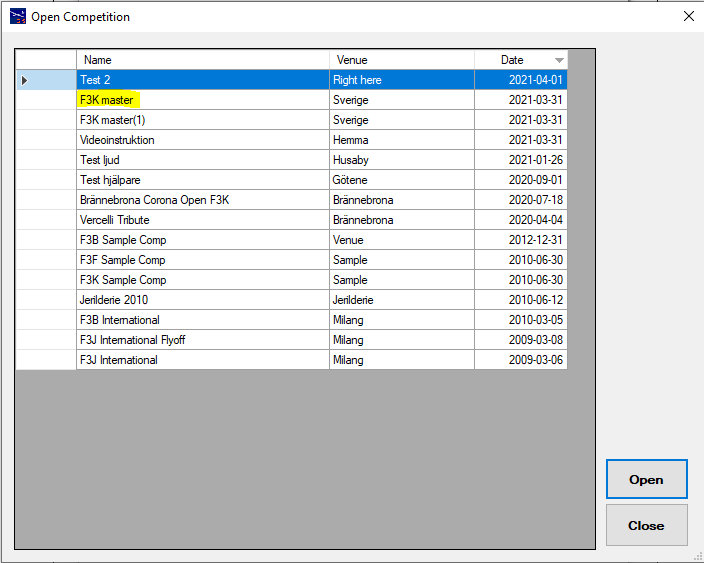 Open Competition
Name Venue Date
Test 2 Right here 2021-04-01
F3K master Sverige 2021-03-31
F3K master(1) Sverige 2021-03-31
Videoinstruktion Hemma 2021-03-31
Test ljud Husaby 2021-01-26
Test hjälpare Götene 2020-09-01
Brännebrona Corona Open F3K Brännebrona 2020-07-18
Vercelli Tribute Brännebrona 2020-04-04
F3B Sample Comp Venue 2012-12-31
F3F Sample Comp Sample 2010-06-30
F3K Sample Comp Sample 2010-06-30
Jerilderie 2010 Jerilderie 2010-06-12
F3B International Milang 2010-03-05
F3J International Flyoff Milang 2009-03-08
F3J International Milang 2009-03-06
Open
Close